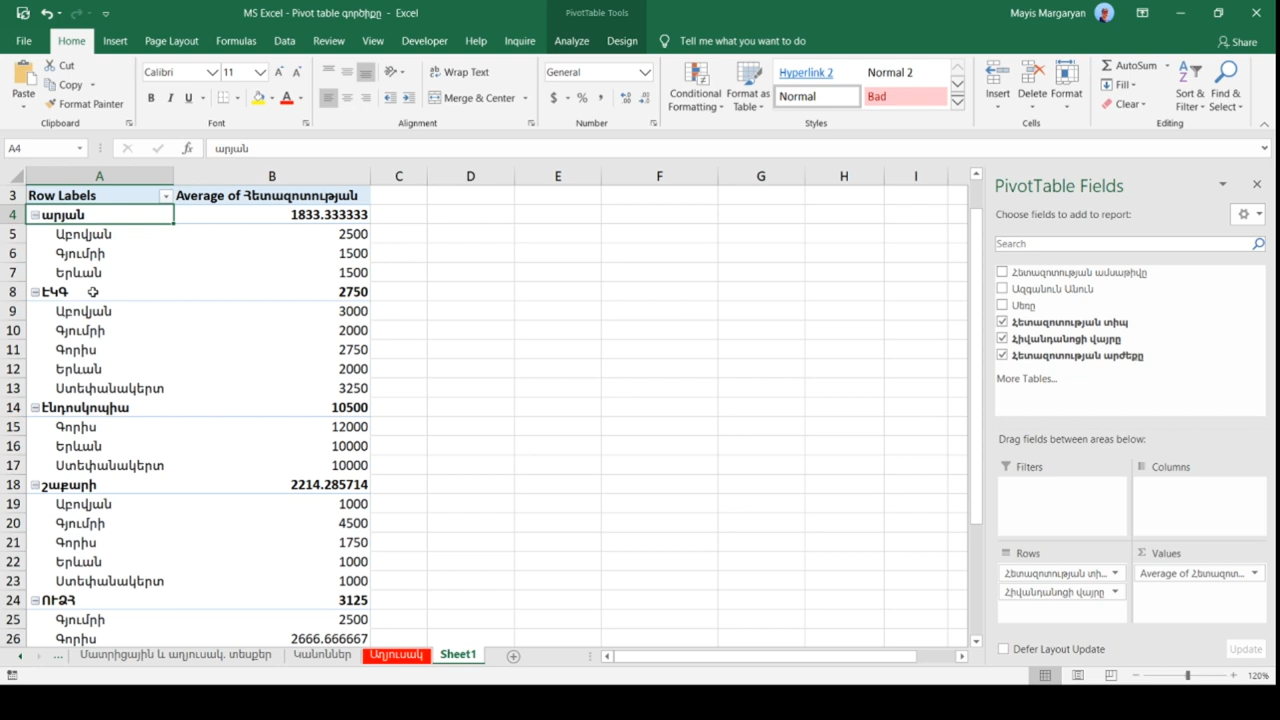 MS Excel - Pivot table գործիքը - Excel
PivotTable Tools
Mayis Margaryan
File Home Insert Page Layout Formulas Data Review View Developer Help Inquire Analyze Design Tell me what you want to do Share
Paste
Cut
Copy
Format Painter
Clipboard
Calibri 11
B I U
Font
Wrap Text
Merge & Center
Alignment
General
$ % ,
Number
Conditional Formatting
Format as Table
Hyperlink 2 Normal 2
Normal Bad
Styles
Insert Delete Format
Cells
AutoSum
Fill
Clear
Sort & Filter
Find & Select
Editing
A4 fx արյան
A B C D E F G H I
3 Row Labels Average of Հետազոտության
4 արյան 1833.333333
5 Աբովյան 2500
6 Գյումրի 1500
7 Երևան 1500
8 ԷԿԳ 2750
9 Աբովյան 3000
10 Գյումրի 2000
11 Գորիս 2750
12 Երևան 2000
13 Ստեփանակերտ 3250
14 Էնդոսկոպիա 10500
15 Գորիս 12000
16 Երևան 10000
17 Ստեփանակերտ 10000
18 շաքարի 2214.285714
19 Աբովյան 1000
20 Գյումրի 4500
21 Գորիս 1750
22 Երևան 1000
23 Ստեփանակերտ 1000
24 ՈՒՁՀ 3125
25 Գյումրի 2500
26 Գորիս 2666.666667
PivotTable Fields
Choose fields to add to report:
Search
Հետազոտության ամսաթիվը
Ազգանուն Անուն
Սեռը
Հետազոտության տիպ
Հիվանդանոցի վայրը
Հետազոտության արժեքը
More Tables...
Drag fields between areas below:
Filters Columns
Rows Values
Հետազոտության տի... Average of Հետազոտ...
Հիվանդանոցի վայրը
Defer Layout Update Update
... Մատրիցային և աղյուսակ. տեսքեր Կանոններ Աղյուսակ Sheet1
120%